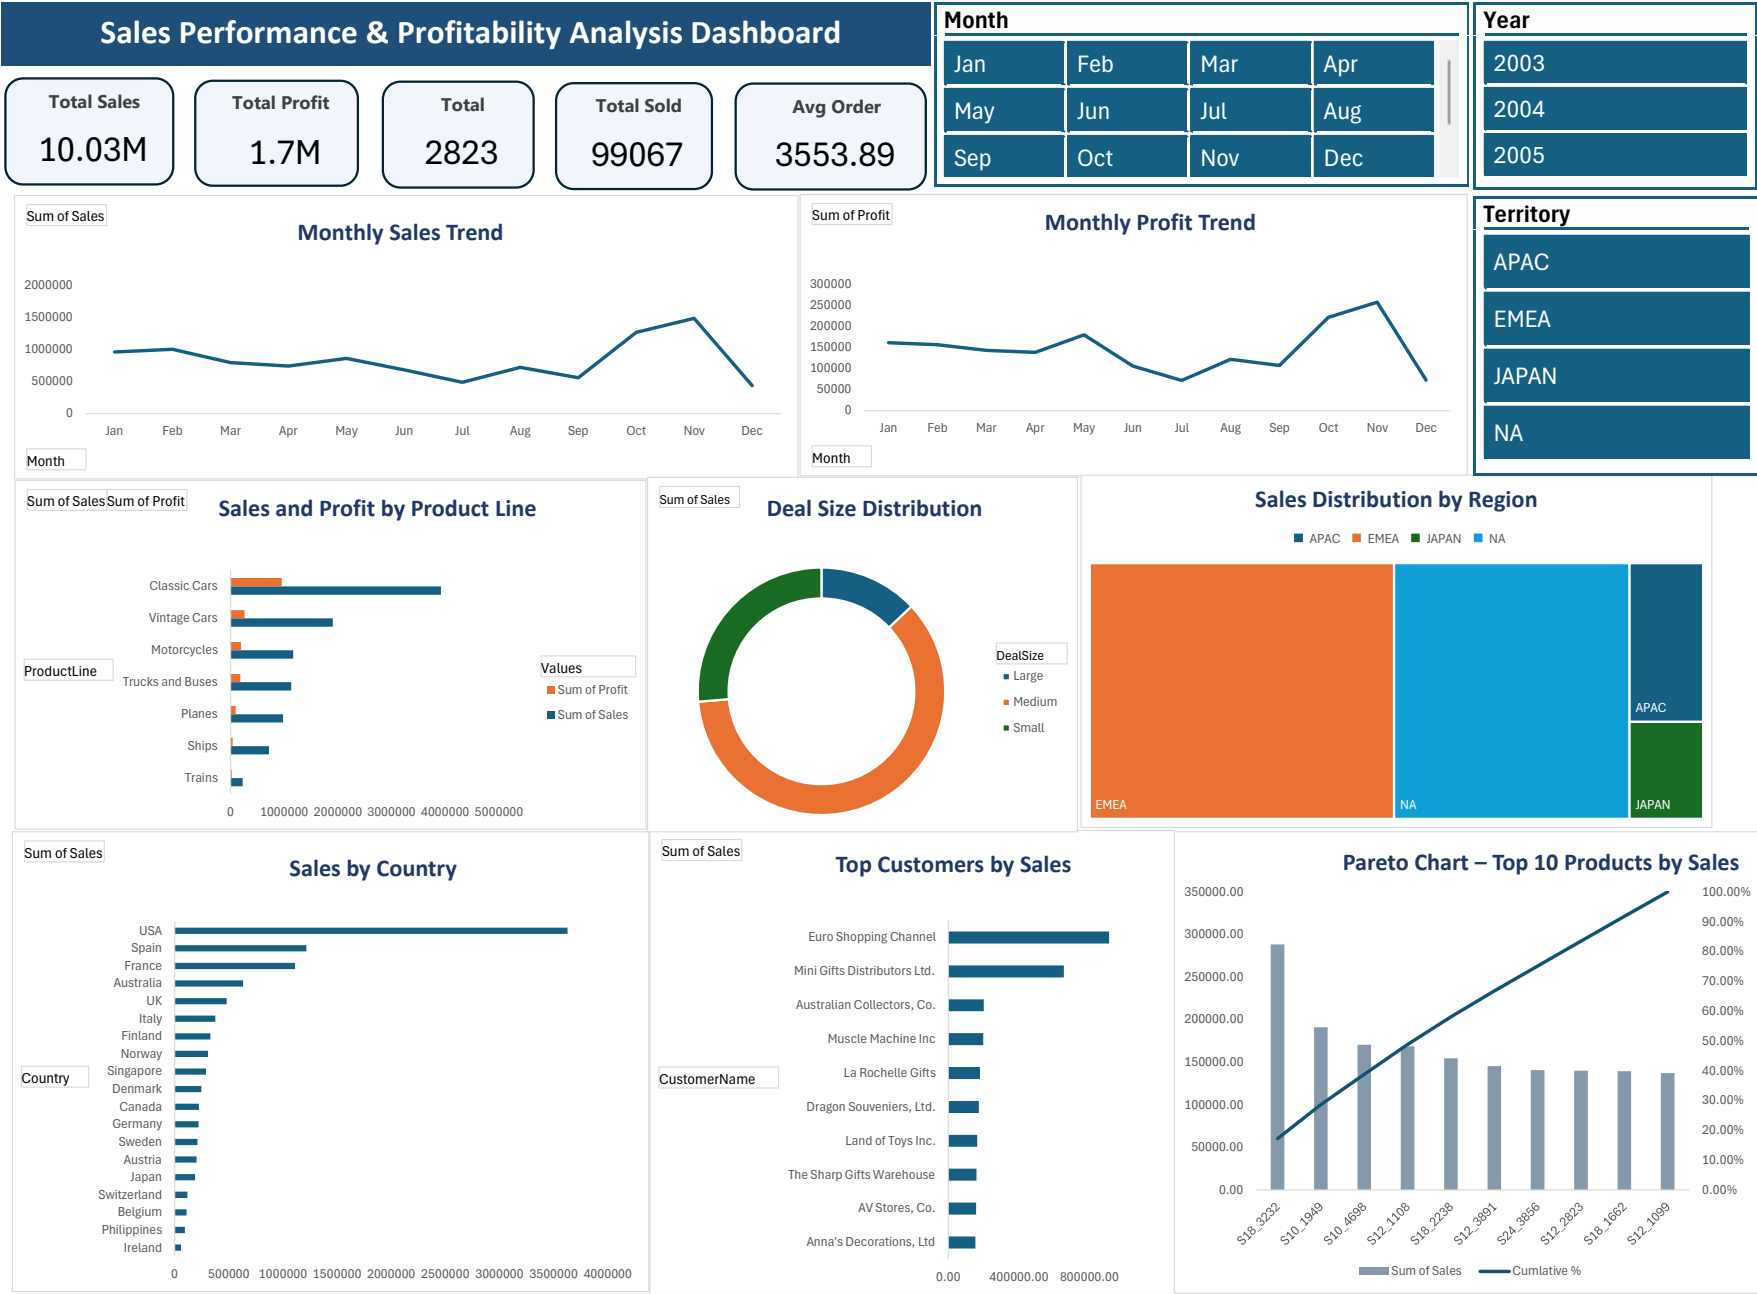 Sales Performance & Profitability Analysis Dashboard
Total Sales
10.03M
Total Profit
1.7M
Total
2823
Total Sold
99067
Avg Order
3553.89
Month
Jan Feb Mar Apr
May Jun Jul Aug
Sep Oct Nov Dec
Year
2003
2004
2005
Territory
APAC
EMEA
JAPAN
NA
Sum of Sales
Monthly Sales Trend
2000000
1500000
1000000
500000
0
Jan Feb Mar Apr May Jun Jul Aug Sep Oct Nov Dec
Month
Sum of Profit
Monthly Profit Trend
300000
250000
200000
150000
100000
50000
0
Jan Feb Mar Apr May Jun Jul Aug Sep Oct Nov Dec
Month
Sum of Sales Sum of Profit
Sales and Profit by Product Line
Classic Cars
Vintage Cars
Motorcycles
Trucks and Buses
Planes
Ships
Trains
ProductLine
0 1000000 2000000 3000000 4000000 5000000
Values
Sum of Profit
Sum of Sales
Sum of Sales
Deal Size Distribution
DealSize
Large
Medium
Small
Sales Distribution by Region
APAC EMEA JAPAN NA
EMEA
NA
APAC
JAPAN
Sum of Sales
Sales by Country
USA
Spain
France
Australia
UK
Italy
Finland
Norway
Singapore
Denmark
Canada
Germany
Sweden
Austria
Japan
Switzerland
Belgium
Philippines
Ireland
Country
0 500000 1000000 1500000 2000000 2500000 3000000 3500000 4000000
Sum of Sales
Top Customers by Sales
Euro Shopping Channel
Mini Gifts Distributors Ltd.
Australian Collectors, Co.
Muscle Machine Inc
La Rochelle Gifts
Dragon Souveniers, Ltd.
Land of Toys Inc.
The Sharp Gifts Warehouse
AV Stores, Co.
Anna's Decorations, Ltd
CustomerName
0.00 400000.00 800000.00
Pareto Chart – Top 10 Products by Sales
350000.00
300000.00
250000.00
200000.00
150000.00
100000.00
50000.00
0.00
100.00%
90.00%
80.00%
70.00%
60.00%
50.00%
40.00%
30.00%
20.00%
10.00%
0.00%
S18_3232 S10_1949 S10_4698 S12_1108 S18_2238 S12_3891 S24_3856 S12_2823 S18_1662 S12_1099
Sum of Sales Cumlative %